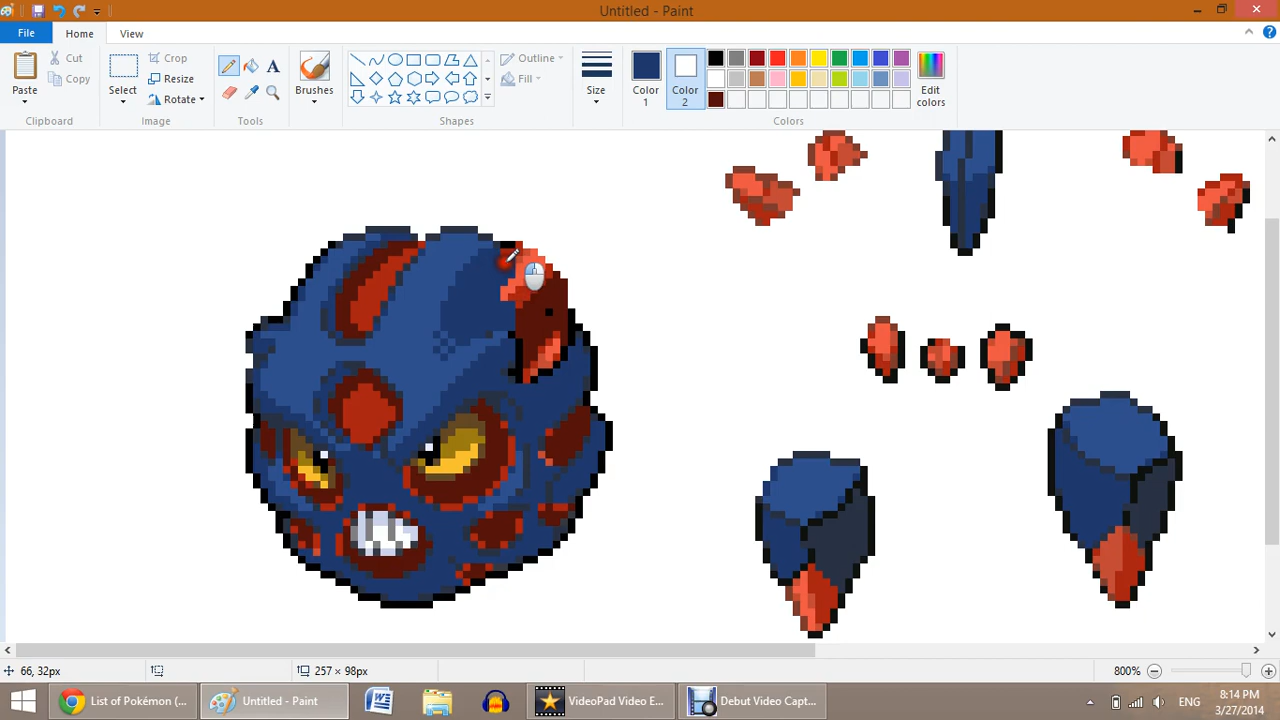 Untitled - Paint
File
Home
View
Paste
Cut
Copy
Clipboard
Select
Crop
Resize
Rotate
Image
A
Tools
Brushes
Outline
Fill
Shapes
Size
Color 1
Color 2
Edit colors
Colors
66, 32px
257 × 98px
800%
List of Pokémon (...
Untitled - Paint
VideoPad Video E...
Debut Video Capt...
ENG
8:14 PM
3/27/2014